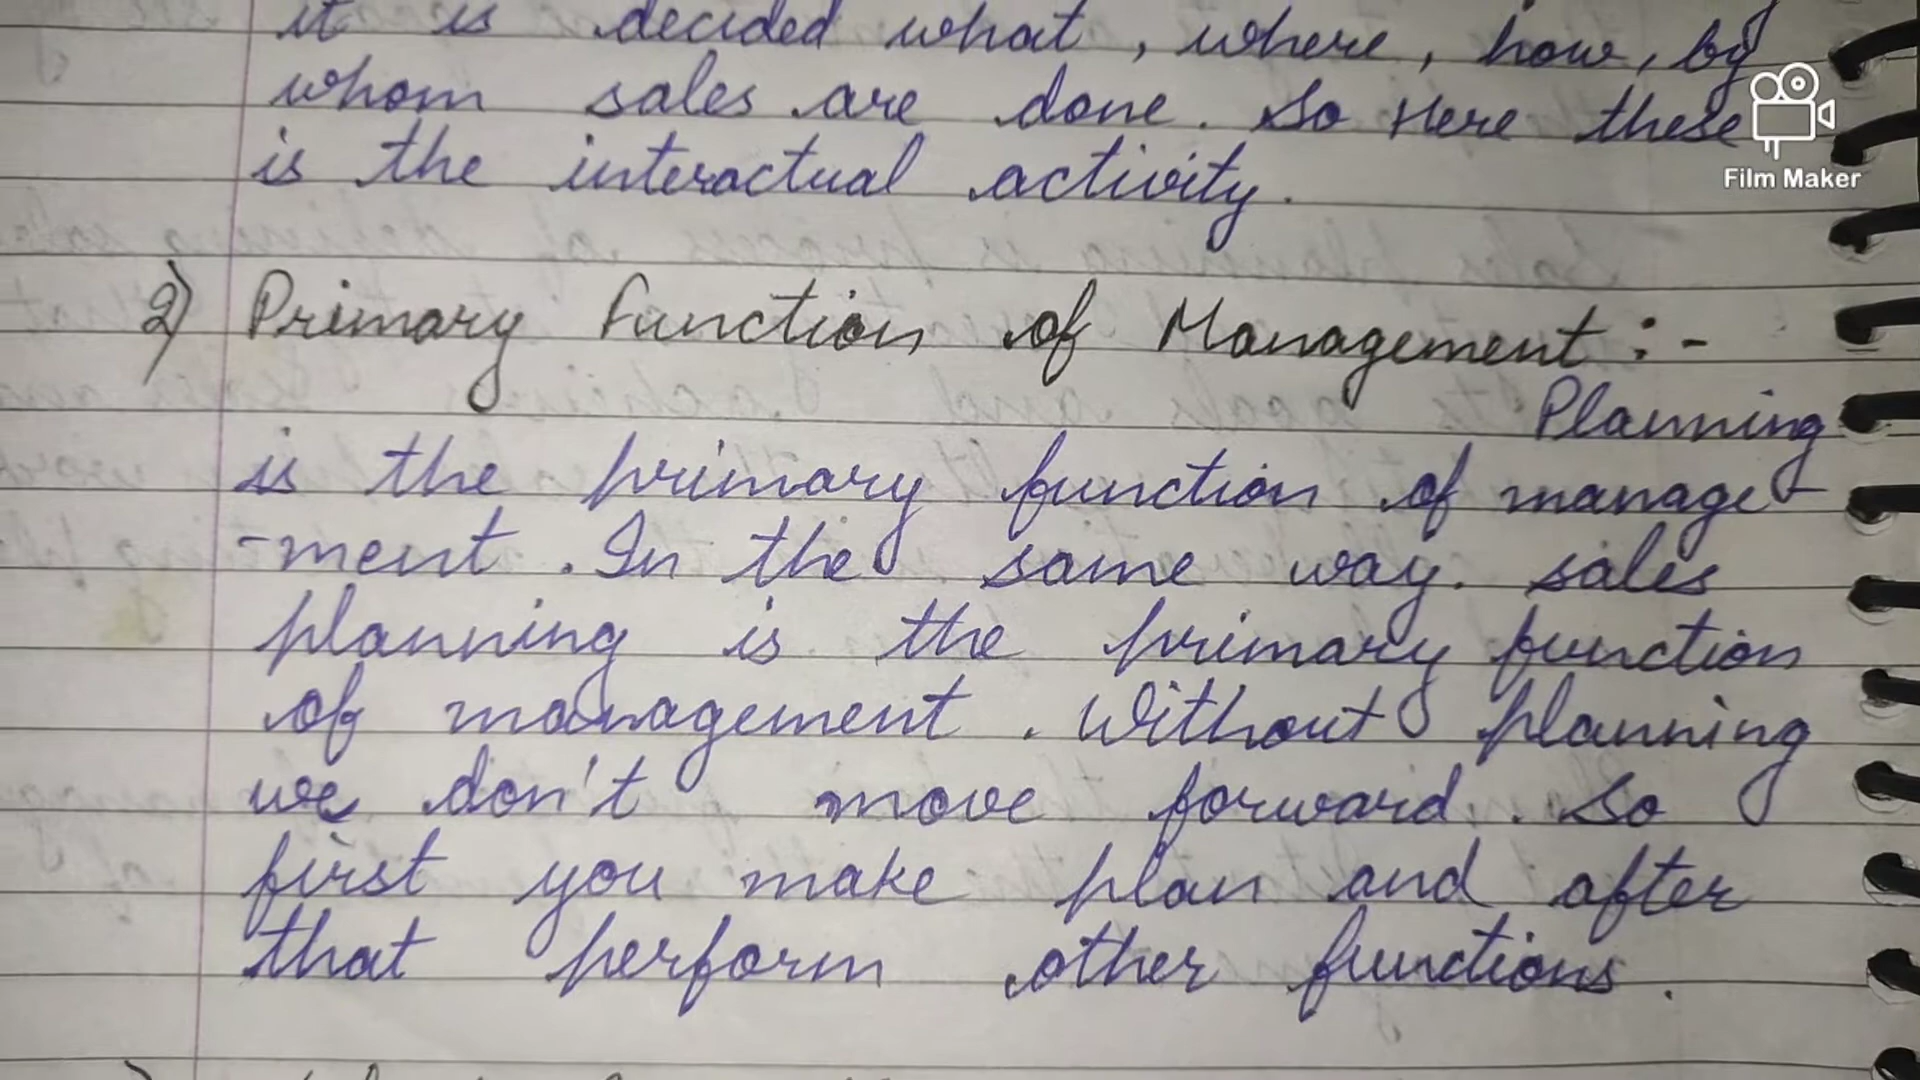 it is decided what, where, how, by
whom sales are done. So Here these
is the interactual activity.
Film Maker
2) Primary Function of Management :-
Planning
is the primary function of manage-
-ment. In the same way. sales
planning is the primary function
of management. Without planning
we don't move forward. So
first you make plan and after
that perform other functions.